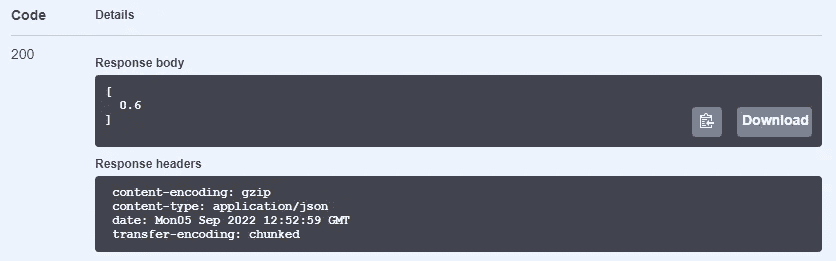 Code Details
200
Response body
[
0.6
]
Download
Response headers
content-encoding: gzip
content-type: application/json
date: Mon05 Sep 2022 12:52:59 GMT
transfer-encoding: chunked